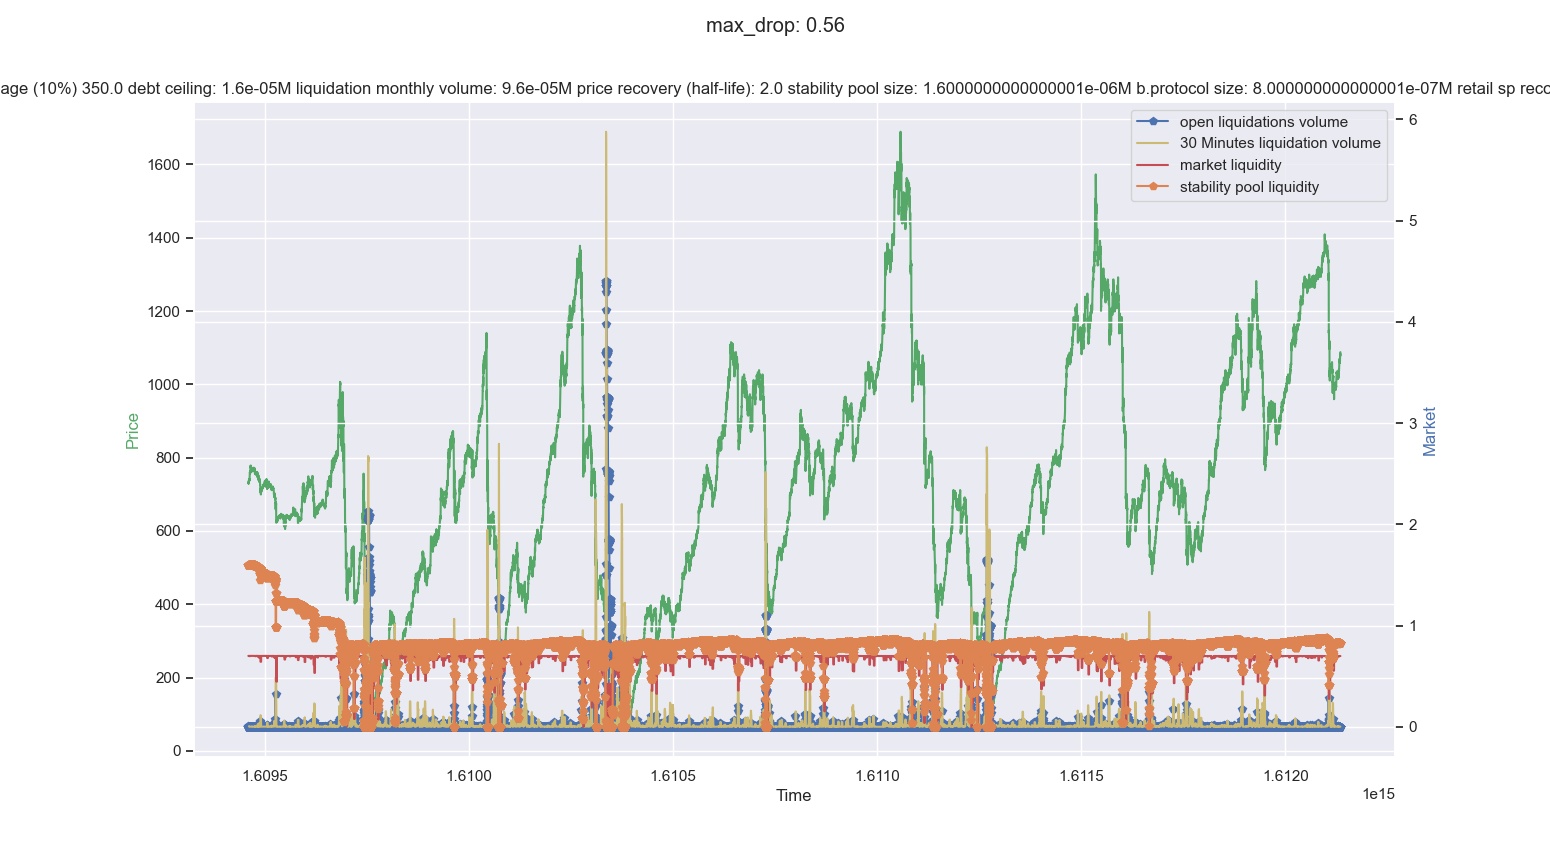 max_drop: 0.56
age (10%) 350.0 debt ceiling: 1.6e-05M liquidation monthly volume: 9.6e-05M price recovery (half-life): 2.0 stability pool size: 1.6000000000000001e-06M b.protocol size: 8.000000000000001e-07M retail sp reco
open liquidations volume
30 Minutes liquidation volume
market liquidity
stability pool liquidity
1600
1400
1200
1000
800
600
400
200
0
Price
6
5
4
3
2
1
0
Market
1.6095
1.6100
1.6105
1.6110
1.6115
1.6120
1e15
Time